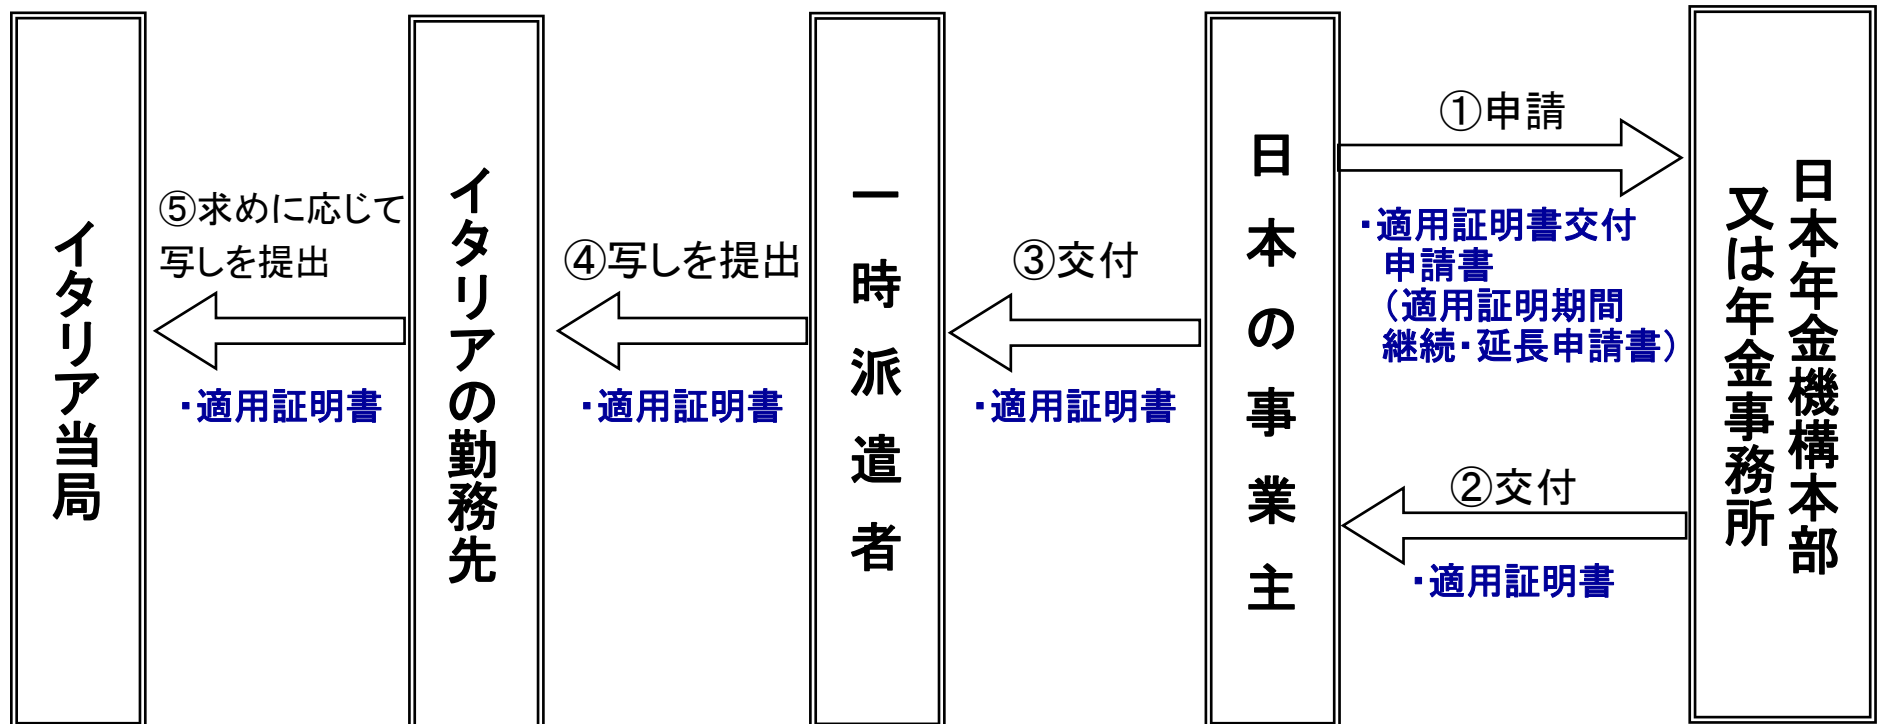 イタリア当局
⑤求めに応じて
写しを提出
・適用証明書
イタリアの勤務先
④写しを提出
・適用証明書
一時派遣者
③交付
・適用証明書
日本の事業主
①申請
・適用証明書交付
申請書
（適用証明期間
継続・延長申請書）
②交付
・適用証明書
日本年金機構本部
又は年金事務所